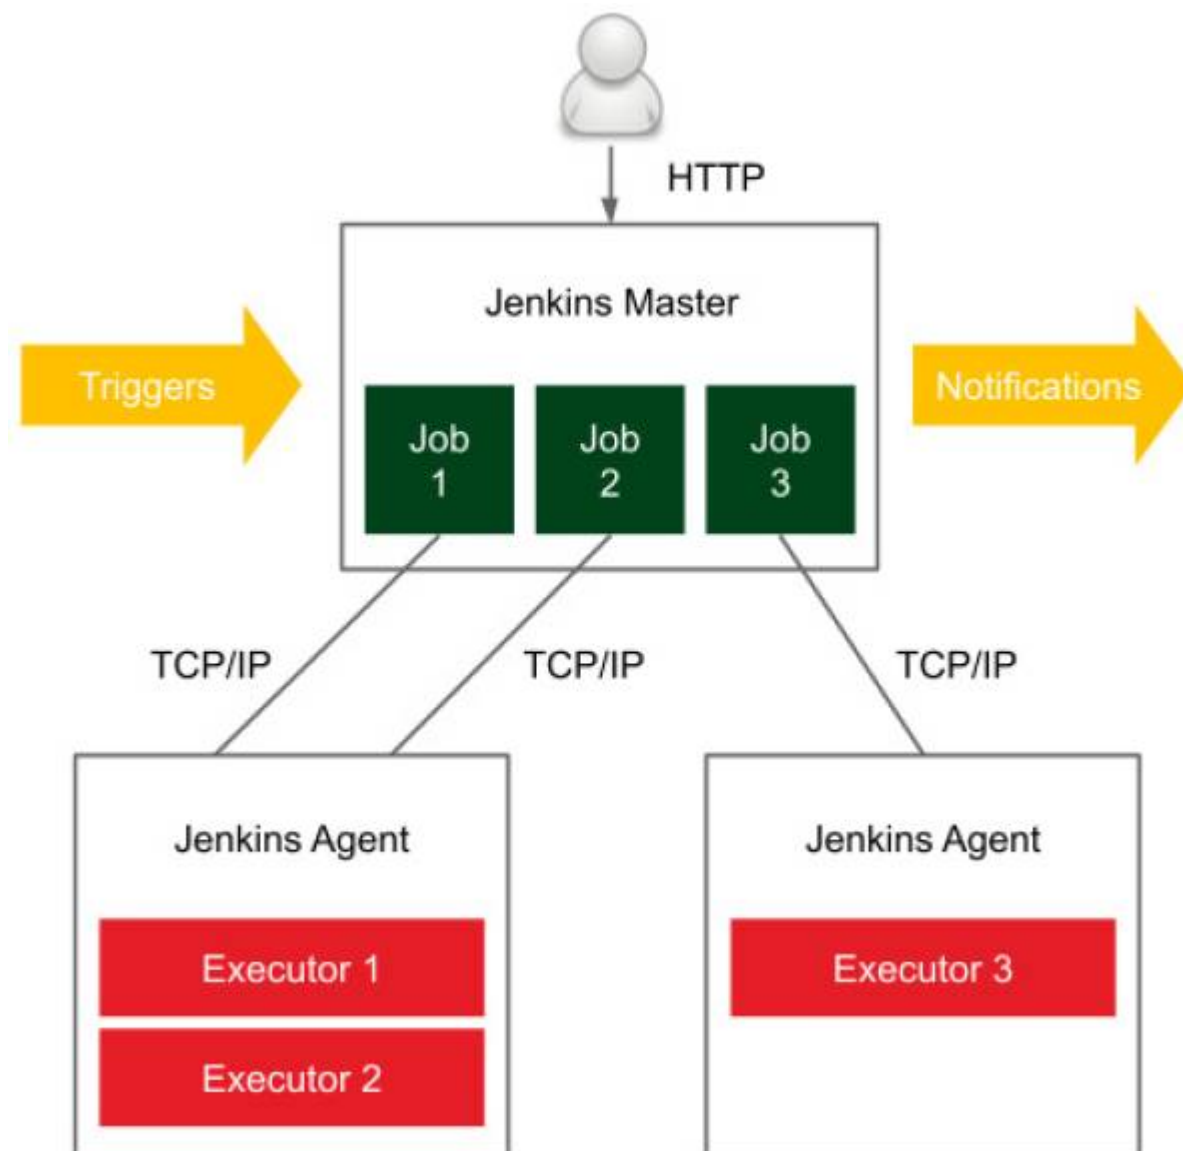 HTTP
Jenkins Master
Triggers
Notifications
Job
1
Job
2
Job
3
TCP/IP
TCP/IP
TCP/IP
Jenkins Agent
Jenkins Agent
Executor 1
Executor 3
Executor 2